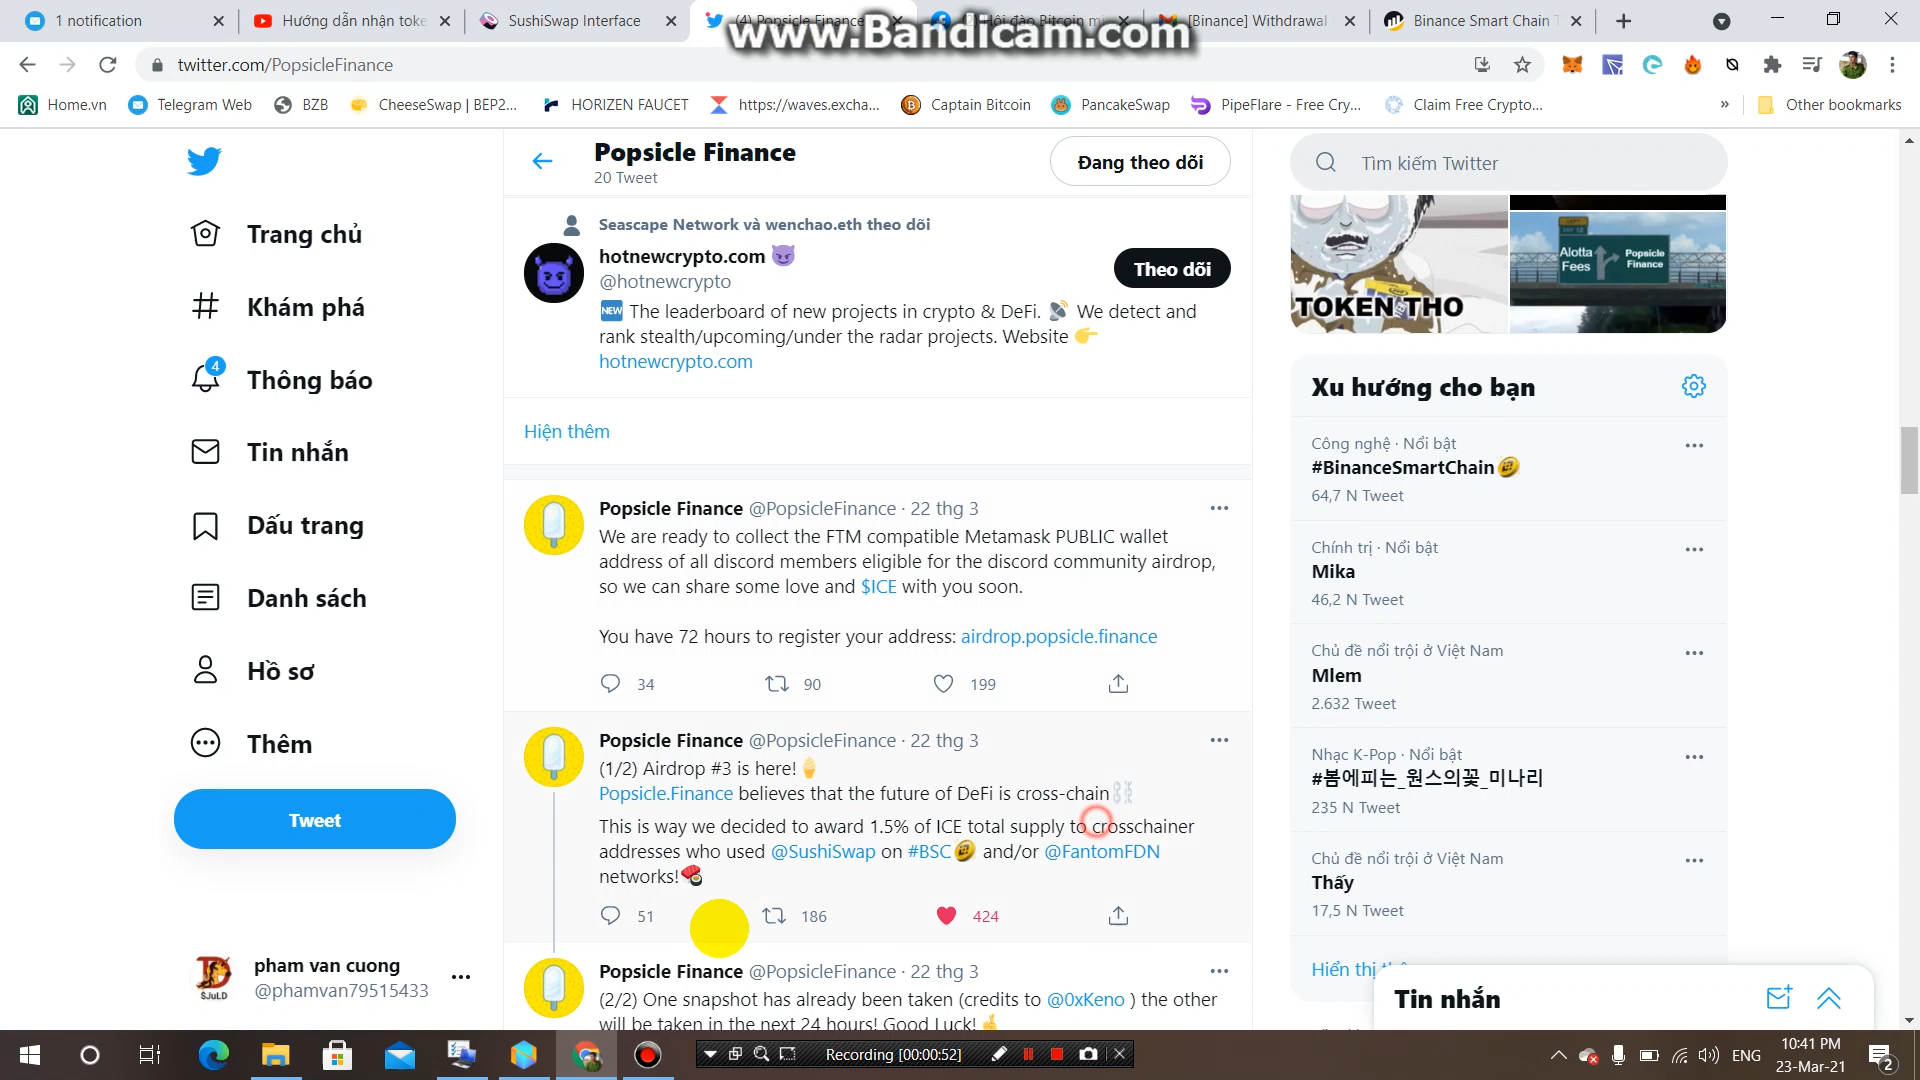 1 notification
Hướng dẫn nhận toke
SushiSwap Interface
(4) Popsicle Finance
(2) Hội đào Bitcoin mi
[Binance] Withdrawal
Binance Smart Chain T
www.Bandicam.com
twitter.com/PopsicleFinance
Home.vn
Telegram Web
BZB
CheeseSwap | BEP2...
HORIZEN FAUCET
https://waves.excha...
Captain Bitcoin
PancakeSwap
PipeFlare - Free Cry...
Claim Free Crypto...
»
Other bookmarks
Trang chủ
Khám phá
4
Thông báo
Tin nhắn
Dấu trang
Danh sách
Hồ sơ
Thêm
Tweet
pham van cuong
@phamvan79515433
SJULD
Popsicle Finance
20 Tweet
Đang theo dõi
Seascape Network và wenchao.eth theo dõi
hotnewcrypto.com 😈
@hotnewcrypto
Theo dõi
🆕 The leaderboard of new projects in crypto & DeFi. 📡 We detect and
rank stealth/upcoming/under the radar projects. Website 👉
hotnewcrypto.com
Hiện thêm
Popsicle Finance @PopsicleFinance · 22 thg 3
We are ready to collect the FTM compatible Metamask PUBLIC wallet
address of all discord members eligible for the discord community airdrop,
so we can share some love and $ICE with you soon.
You have 72 hours to register your address: airdrop.popsicle.finance
34
90
199
Popsicle Finance @PopsicleFinance · 22 thg 3
(1/2) Airdrop #3 is here!🍦
Popsicle.Finance believes that the future of DeFi is cross-chain⛓
This is way we decided to award 1.5% of ICE total supply to crosschainer
addresses who used @SushiSwap on #BSC and/or @FantomFDN
networks!🍣
51
186
424
Popsicle Finance @PopsicleFinance · 22 thg 3
(2/2) One snapshot has already been taken (credits to @0xKeno ) the other
will be taken in the next 24 hours! Good Luck!🤞
Tìm kiếm Twitter
TOKEN THO
LEFT
Alotta
Fees
Popsicle
Finance
Xu hướng cho bạn
Công nghệ · Nổi bật
#BinanceSmartChain
64,7 N Tweet
Chính trị · Nổi bật
Mika
46,2 N Tweet
Chủ đề nổi trội ở Việt Nam
Mlem
2.632 Tweet
Nhạc K-Pop · Nổi bật
#봄에피는_원스의꽃_미나리
235 N Tweet
Chủ đề nổi trội ở Việt Nam
Thấy
17,5 N Tweet
Hiển thị thê
Tin nhắn
Recording [00:00:52]
ENG
10:41 PM
23-Mar-21
2